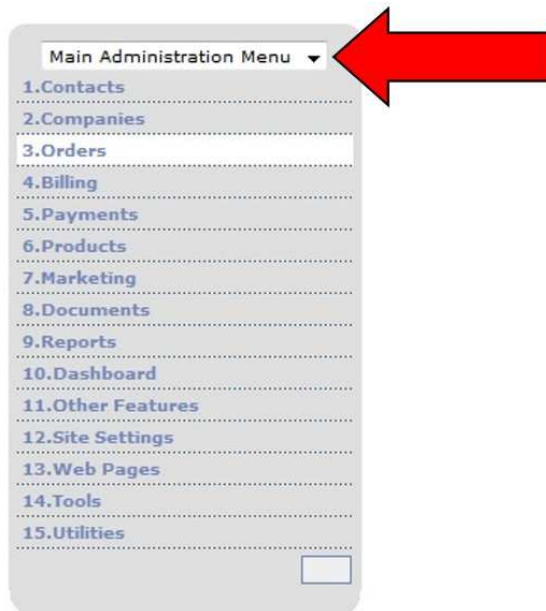 Main Administration Menu
1.Contacts
2.Companies
3.Orders
4.Billing
5.Payments
6.Products
7.Marketing
8.Documents
9.Reports
10.Dashboard
11.Other Features
12.Site Settings
13.Web Pages
14.Tools
15.Utilities